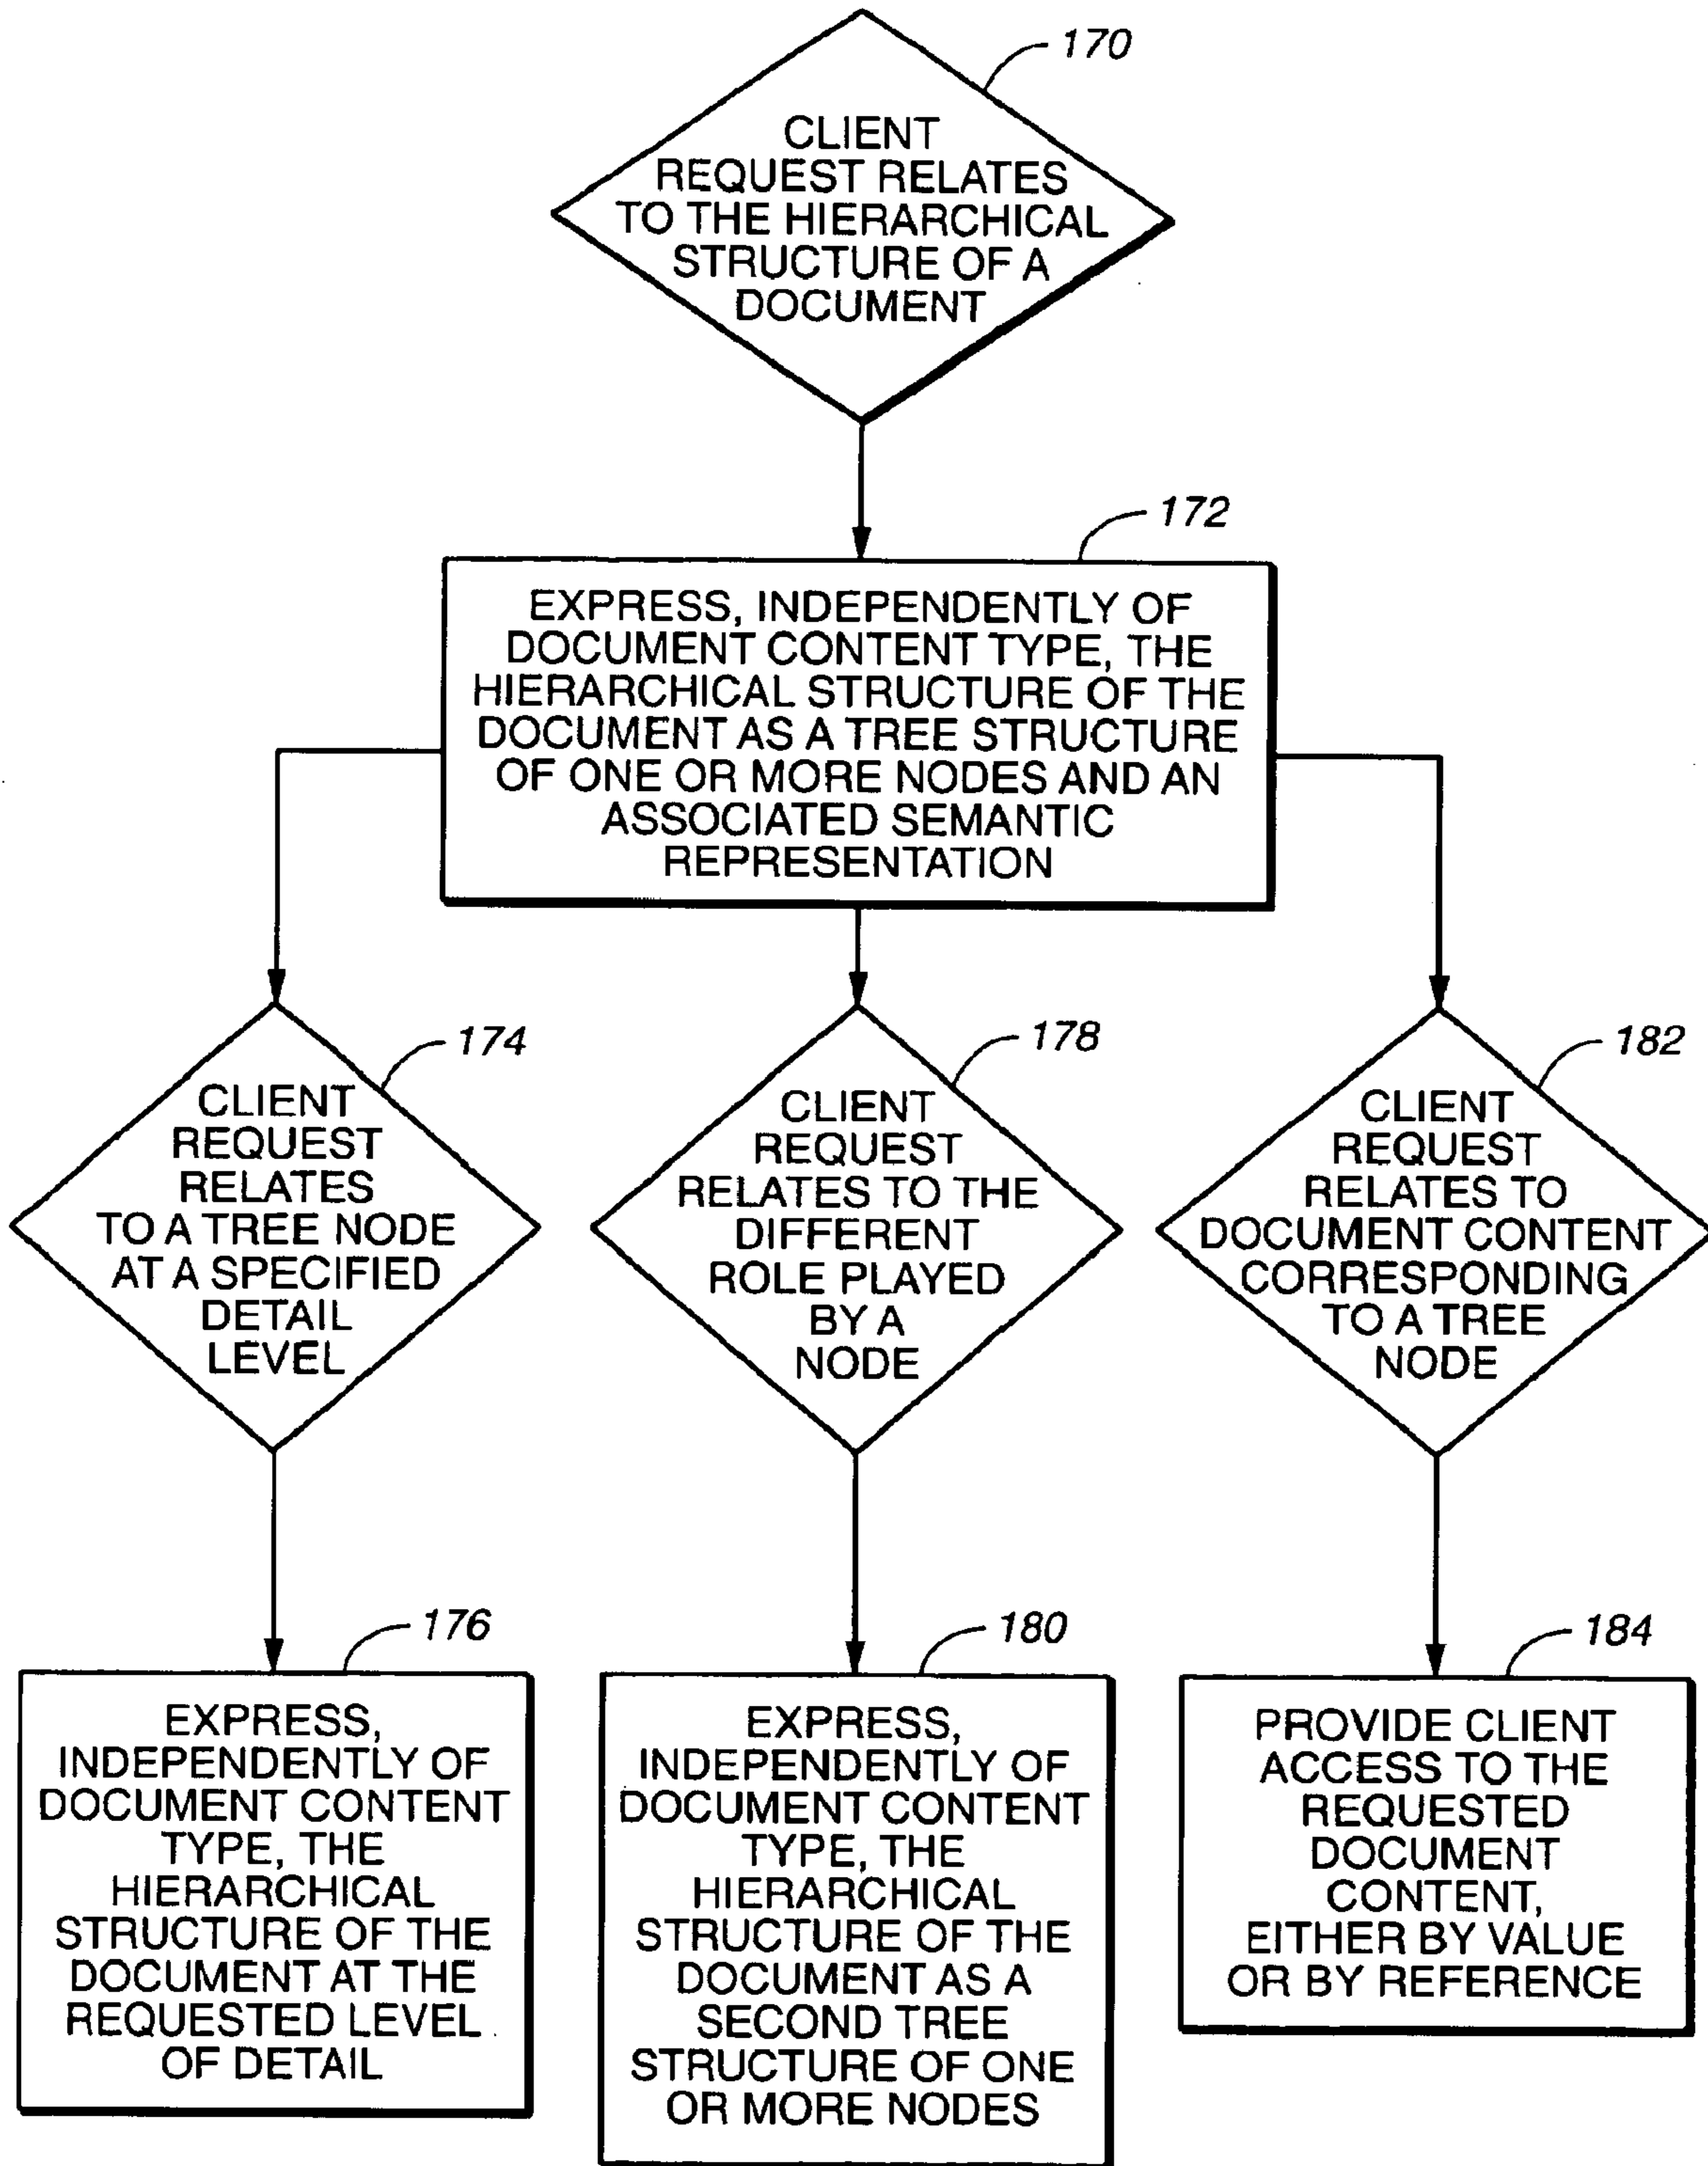 170
CLIENT
REQUEST RELATES
TO THE HIERARCHICAL
STRUCTURE OF A
DOCUMENT
172
EXPRESS, INDEPENDENTLY OF
DOCUMENT CONTENT TYPE, THE
HIERARCHICAL STRUCTURE OF THE
DOCUMENT AS A TREE STRUCTURE
OF ONE OR MORE NODES AND AN
ASSOCIATED SEMANTIC
REPRESENTATION
174
CLIENT
REQUEST
RELATES
TO A TREE NODE
AT A SPECIFIED
DETAIL
LEVEL
178
CLIENT
REQUEST
RELATES TO THE
DIFFERENT
ROLE PLAYED
BY A
NODE
182
CLIENT
REQUEST
RELATES TO
DOCUMENT CONTENT
CORRESPONDING
TO A TREE
NODE
176
EXPRESS,
INDEPENDENTLY OF
DOCUMENT CONTENT
TYPE, THE
HIERARCHICAL
STRUCTURE OF THE
DOCUMENT AT THE
REQUESTED LEVEL
OF DETAIL
180
EXPRESS,
INDEPENDENTLY OF
DOCUMENT CONTENT
TYPE, THE
HIERARCHICAL
STRUCTURE OF THE
DOCUMENT AS A
SECOND TREE
STRUCTURE OF ONE
OR MORE NODES
184
PROVIDE CLIENT
ACCESS TO THE
REQUESTED
DOCUMENT
CONTENT,
EITHER BY VALUE
OR BY REFERENCE